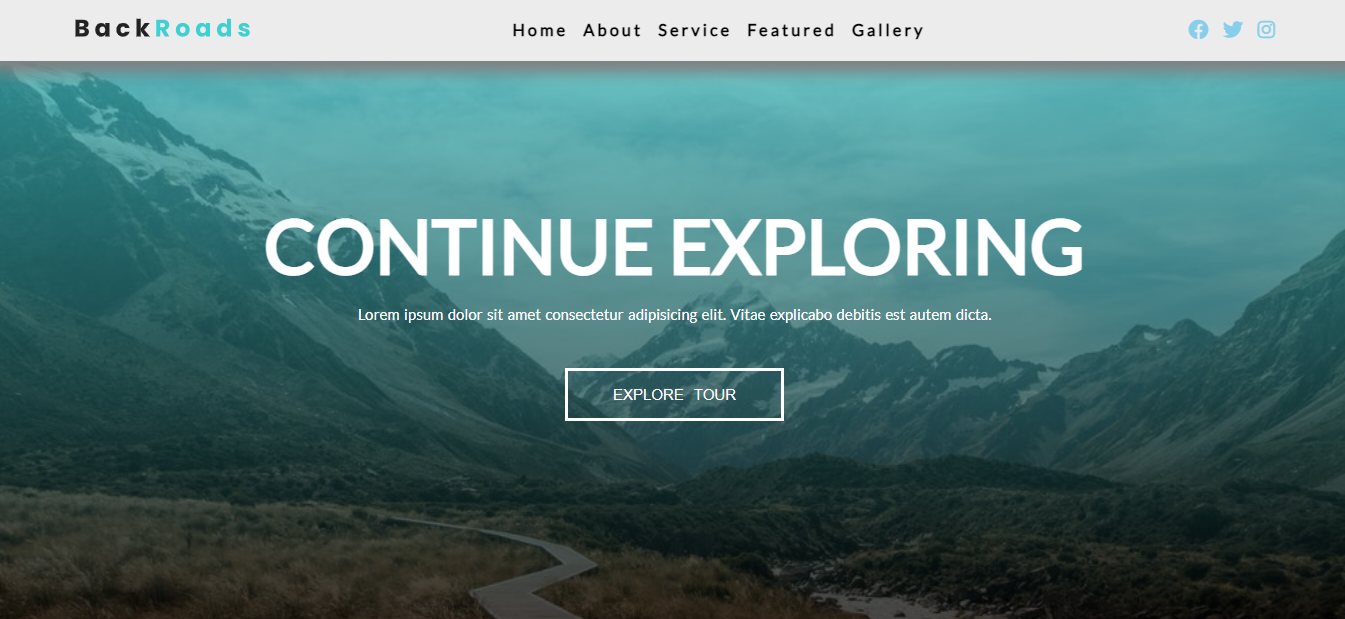 BackRoads
Home About Service Featured Gallery
CONTINUE EXPLORING
Lorem ipsum dolor sit amet consectetur adipisicing elit. Vitae explicabo debitis est autem dicta.
EXPLORE TOUR